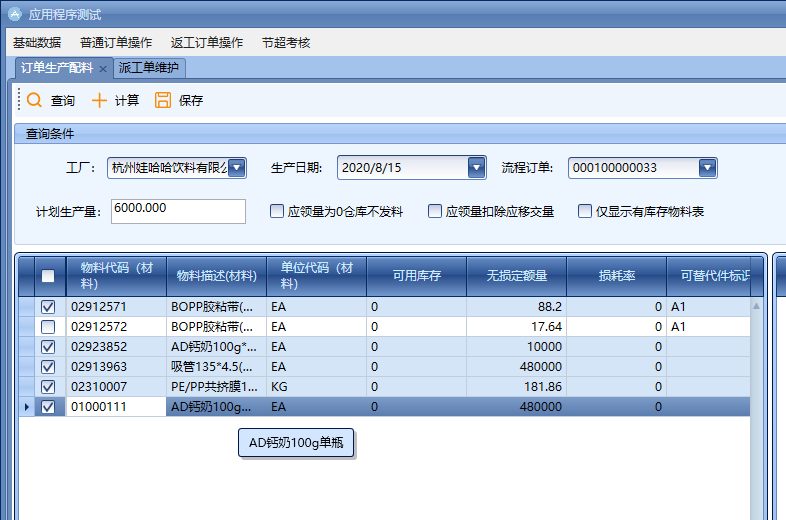 应用程序测试
基础数据 普通订单操作 返工订单操作 节超考核
订单生产配料 派工单维护
查询 计算 保存
查询条件
工厂： 杭州娃哈哈饮料有限公 生产日期: 2020/8/15 流程订单: 000100000033
计划生产量: 6000.000 应领量为0仓库不发料 应领量扣除应移交量 仅显示有库存物料表
物料代码（材料） 物料描述(材料) 单位代码（材料） 可用库存 无损定额量 损耗率 可替代件标识
02912571 BOPP胶粘带(... EA 0 88.2 0 A1
02912572 BOPP胶粘带(... EA 0 17.64 0 A1
02923852 AD钙奶100g*... EA 0 10000 0
02913963 吸管135*4.5(... EA 0 480000 0
02310007 PE/PP共挤膜1... KG 0 181.86 0
01000111 AD钙奶100g... EA 0 480000 0
AD钙奶100g单瓶